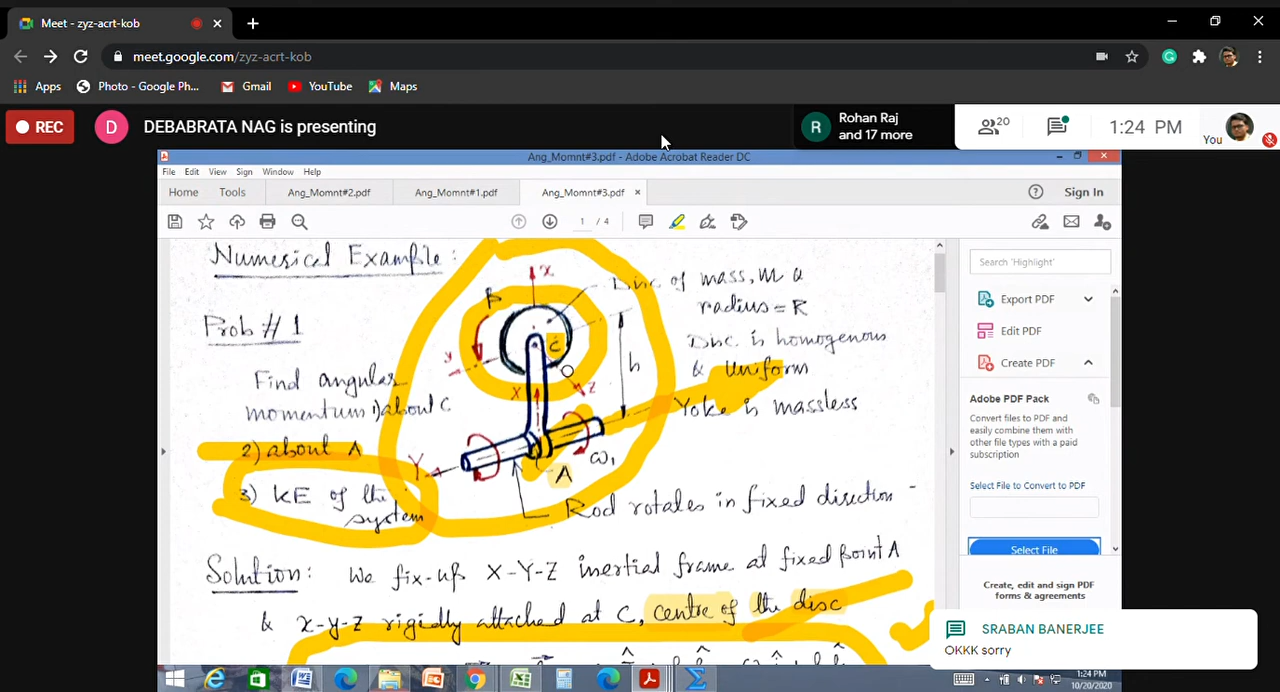 Meet - zyz-acrt-kob
meet.google.com/zyz-acrt-kob
Apps
Photo - Google Ph...
Gmail
YouTube
Maps
REC
D
DEBABRATA NAG is presenting
R
Rohan Raj
and 17 more
20
1:24 PM
You
Ang_Momnt#3.pdf - Adobe Acrobat Reader DC
File Edit View Sign Window Help
Home Tools
Ang_Momnt#2.pdf
Ang_Momnt#1.pdf
Ang_Momnt#3.pdf
Sign In
1 / 4
Numerical Example:
Prob # 1
Find angular
momentum 1) about C
2) about A
3) KE of the
system
x
β
y
C
z
X
h
Y
A
ω1
Disc of mass, m &
radius = R
Disc is homogenous
& Uniform
Yoke is massless
Rod rotates in fixed direction -
Solution: We fix-up X-Y-Z inertial frame at fixed point A
& x-y-z rigidly attached at C, centre of the disc
Search 'Highlight'
Export PDF
Edit PDF
Create PDF
Adobe PDF Pack
Convert files to PDF and
easily combine them with
other file types with a paid
subscription
Select File to Convert to PDF
Select File
Create, edit and sign PDF
forms & agreements
SRABAN BANERJEE
OKKK sorry
1:24 PM
10/20/2020